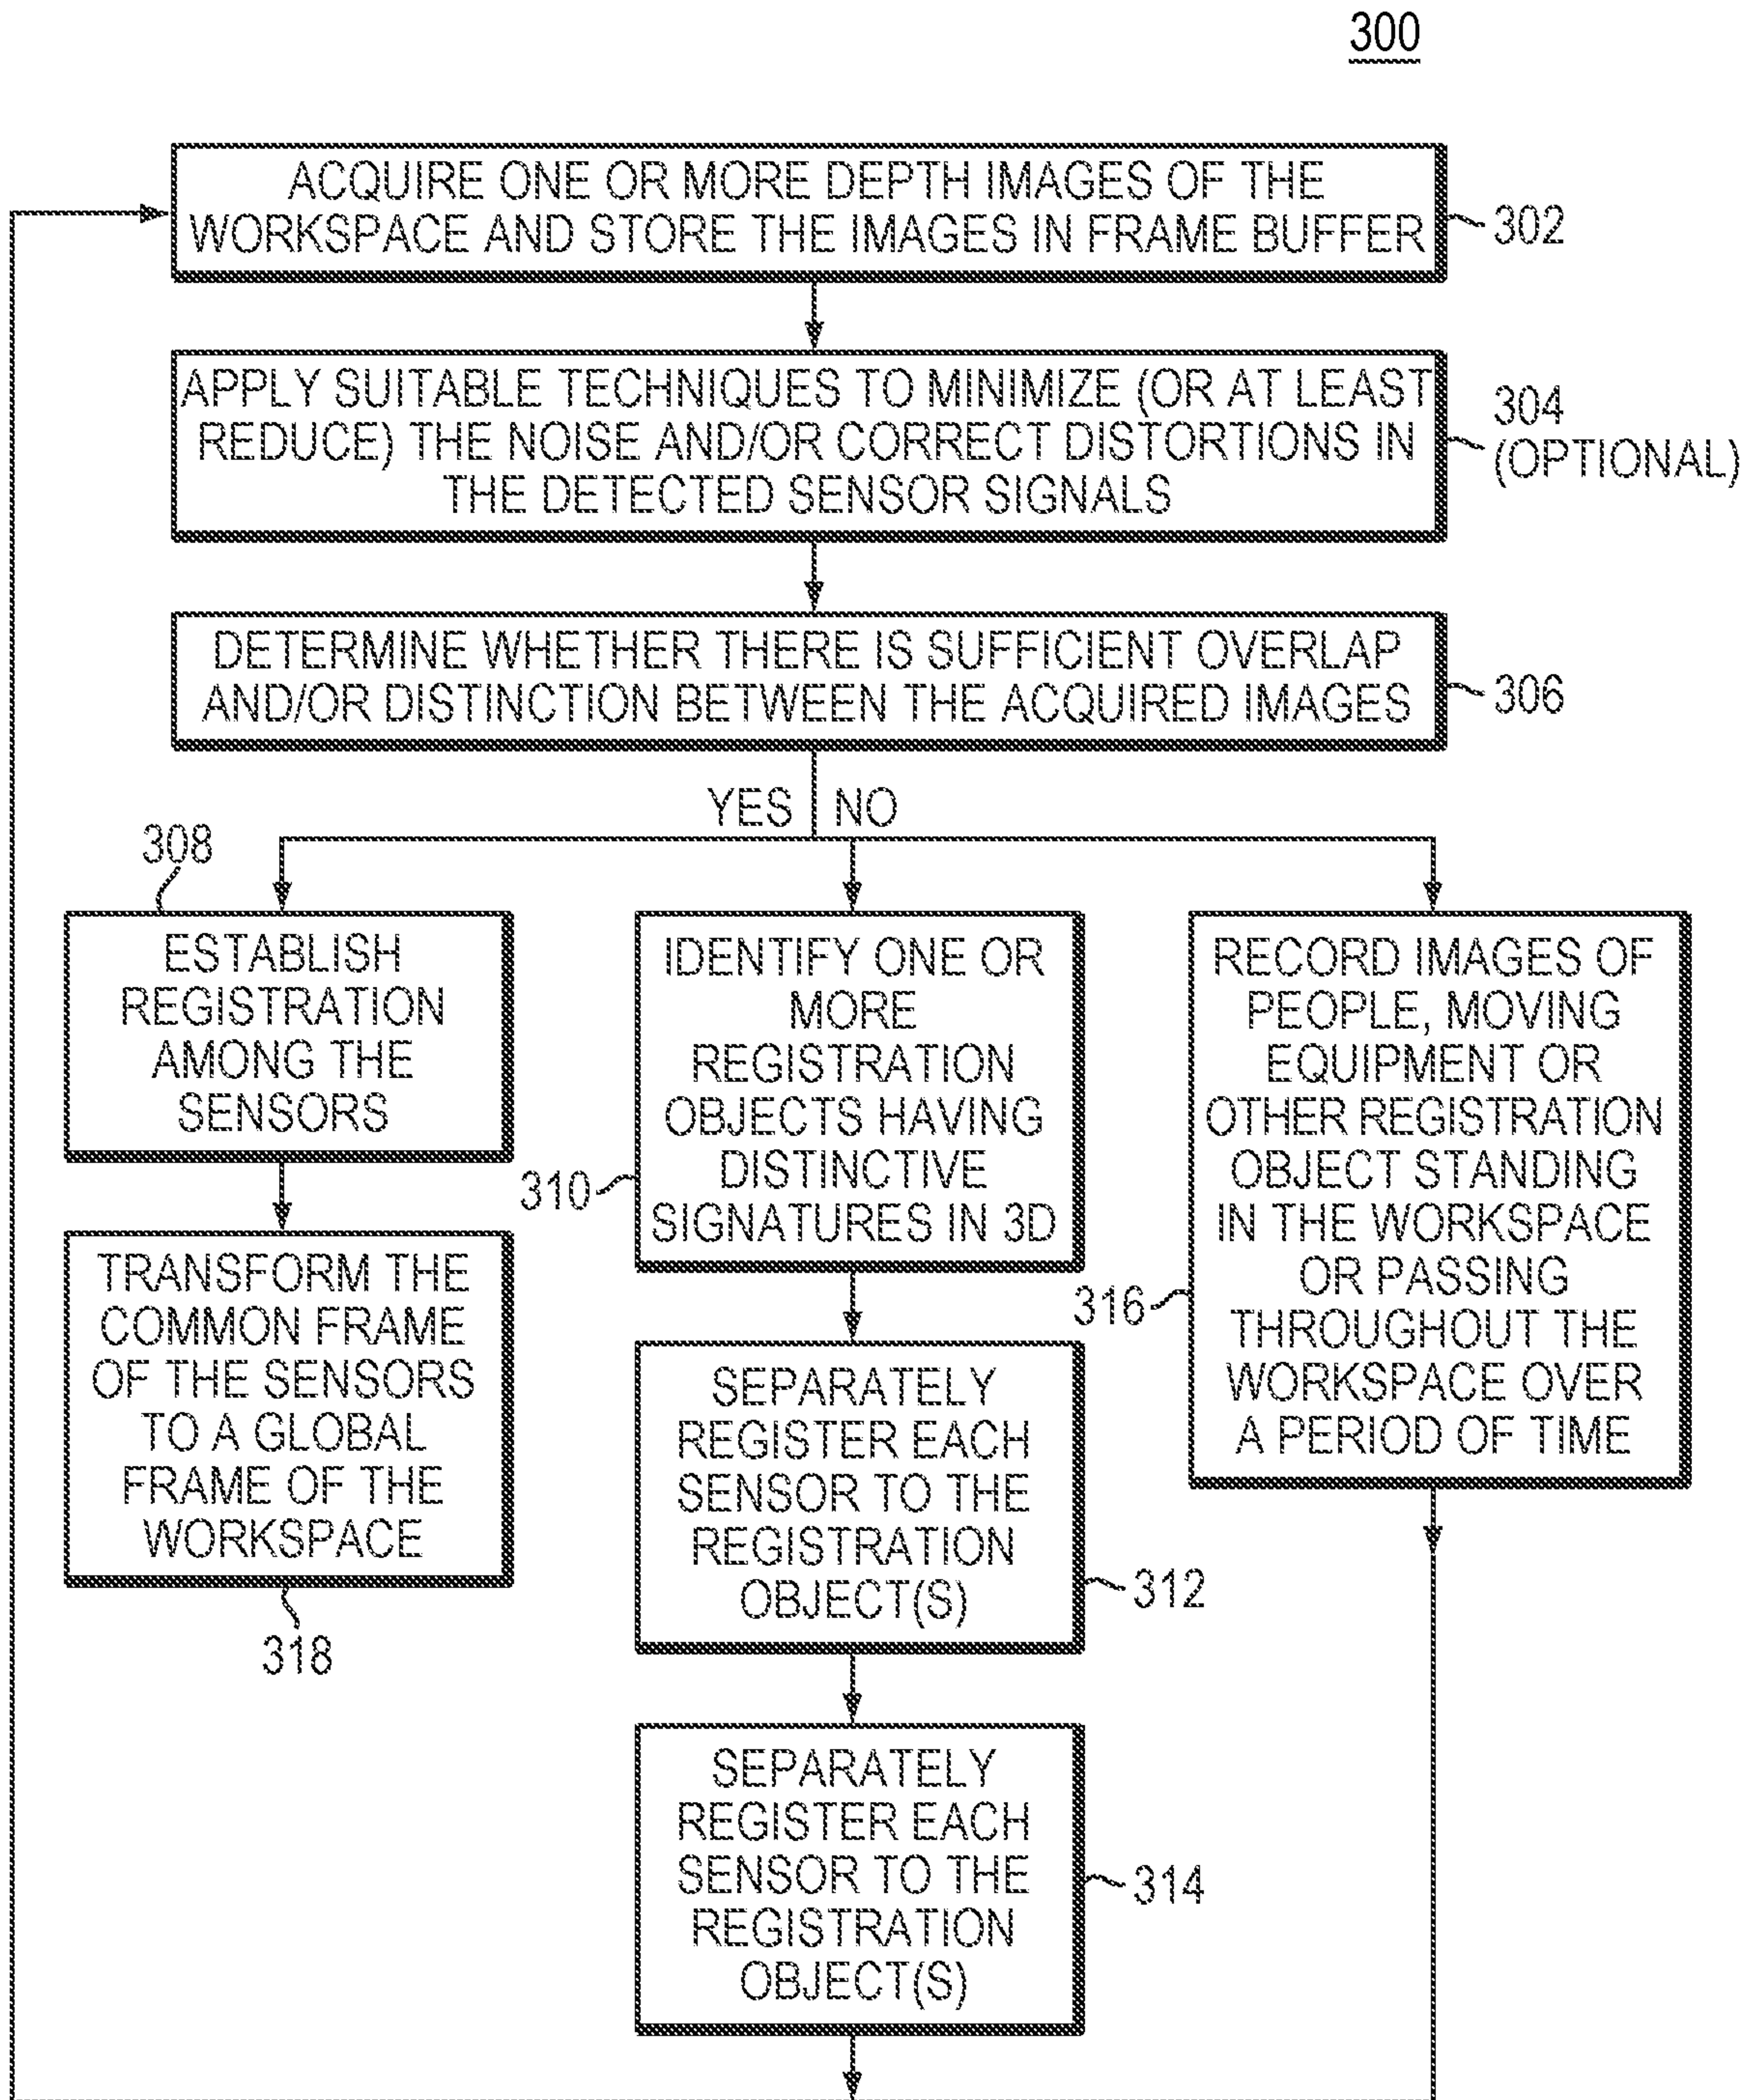 300
ACQUIRE ONE OR MORE DEPTH IMAGES OF THE
WORKSPACE AND STORE THE IMAGES IN FRAME BUFFER
302
APPLY SUITABLE TECHNIQUES TO MINIMIZE (OR AT LEAST
REDUCE) THE NOISE AND/OR CORRECT DISTORTIONS IN
THE DETECTED SENSOR SIGNALS
304
(OPTIONAL)
DETERMINE WHETHER THERE IS SUFFICIENT OVERLAP
AND/OR DISTINCTION BETWEEN THE ACQUIRED IMAGES
306
YES
NO
308
ESTABLISH
REGISTRATION
AMONG THE
SENSORS
TRANSFORM THE
COMMON FRAME
OF THE SENSORS
TO A GLOBAL
FRAME OF THE
WORKSPACE
318
IDENTIFY ONE OR
MORE
REGISTRATION
OBJECTS HAVING
DISTINCTIVE
SIGNATURES IN 3D
310
SEPARATELY
REGISTER EACH
SENSOR TO THE
REGISTRATION
OBJECT(S)
312
SEPARATELY
REGISTER EACH
SENSOR TO THE
REGISTRATION
OBJECT(S)
314
RECORD IMAGES OF
PEOPLE, MOVING
EQUIPMENT OR
OTHER REGISTRATION
OBJECT STANDING
IN THE WORKSPACE
OR PASSING
THROUGHOUT THE
WORKSPACE OVER
A PERIOD OF TIME
316